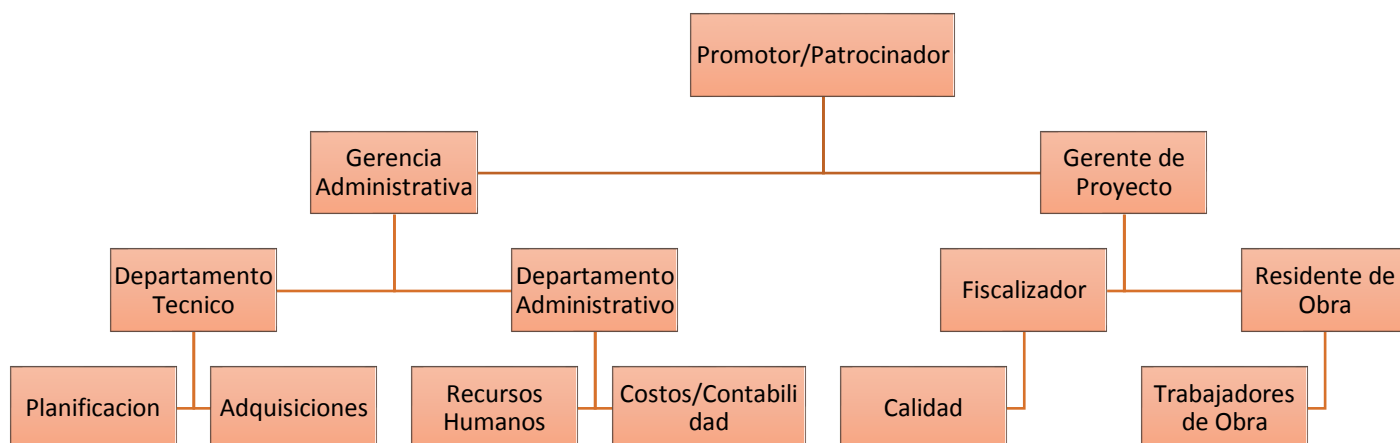 Promotor/Patrocinador
Gerencia
Administrativa
Gerente de
Proyecto
Departamento
Tecnico
Departamento
Administrativo
Fiscalizador
Residente de
Obra
Planificacion
Adquisiciones
Recursos
Humanos
Costos/Contabili
dad
Calidad
Trabajadores
de Obra